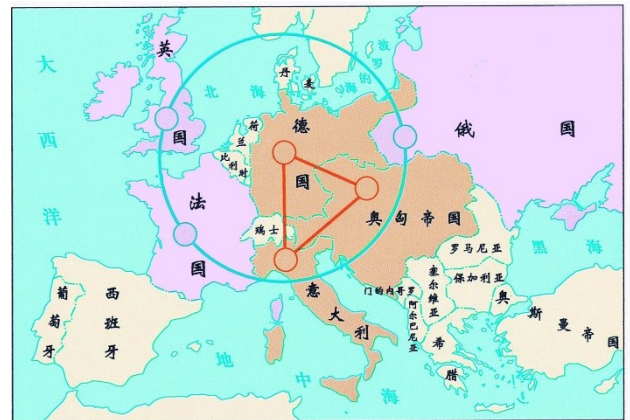 英国
大西洋
北海
波罗的海
丹麦
荷兰
比利时
德国
俄国
法国
瑞士
奥匈帝国
罗马尼亚
黑海
门的内哥罗
塞尔维亚
保加利亚
阿尔巴尼亚
奥斯曼帝国
意大利
希腊
葡萄牙
西班牙
地中海